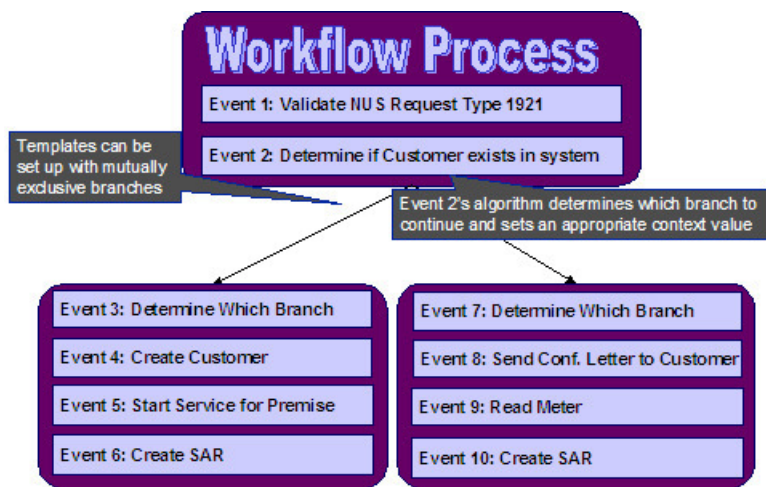 Workflow Process
Event 1: Validate NUS Request Type 1921
Event 2: Determine if Customer exists in system
Templates can be
set up with mutually
exclusive branches
Event 2's algorithm determines which branch to
continue and sets an appropriate context value
Event 3: Determine Which Branch
Event 4: Create Customer
Event 5: Start Service for Premise
Event 6: Create SAR
Event 7: Determine Which Branch
Event 8: Send Conf. Letter to Customer
Event 9: Read Meter
Event 10: Create SAR